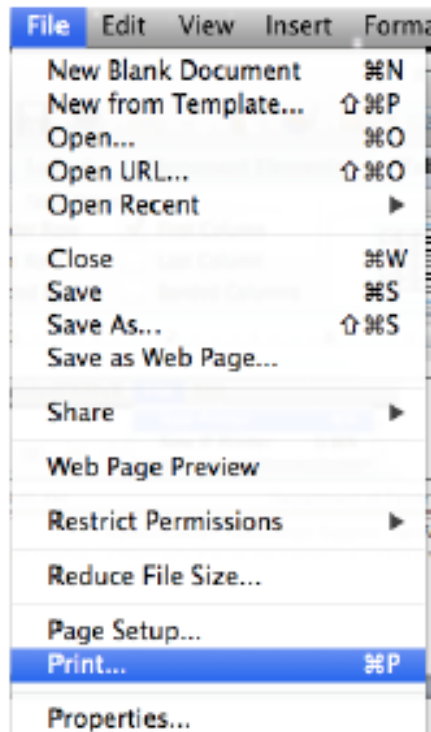 File Edit View Insert Forma
New Blank Document ⌘N
New from Template... ⇧⌘P
Open... ⌘O
Open URL... ⇧⌘O
Open Recent ▶
Close ⌘W
Save ⌘S
Save As... ⇧⌘S
Save as Web Page...
Share ▶
Web Page Preview
Restrict Permissions ▶
Reduce File Size...
Page Setup...
Print... ⌘P
Properties...